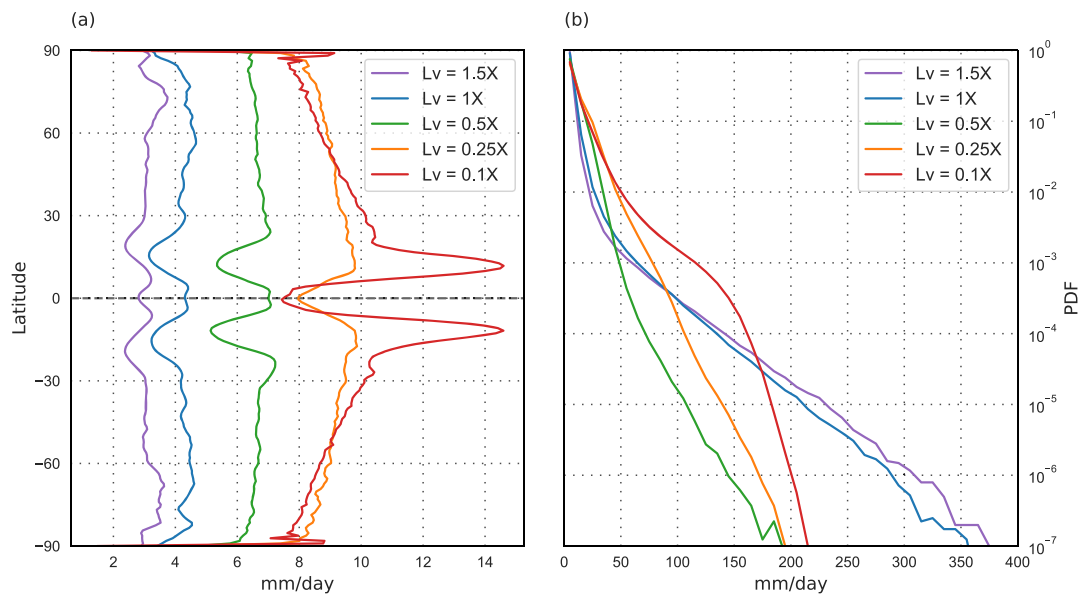 (a)
(b)
90
60
30
0
−30
−60
−90
Latitude
2
4
6
8
10
12
14
mm/day
Lv = 1.5X
Lv = 1X
Lv = 0.5X
Lv = 0.25X
Lv = 0.1X
Lv = 1.5X
Lv = 1X
Lv = 0.5X
Lv = 0.25X
Lv = 0.1X
0
50
100
150
200
250
300
350
400
mm/day
10⁰
10⁻¹
10⁻²
10⁻³
10⁻⁴
10⁻⁵
10⁻⁶
10⁻⁷
PDF